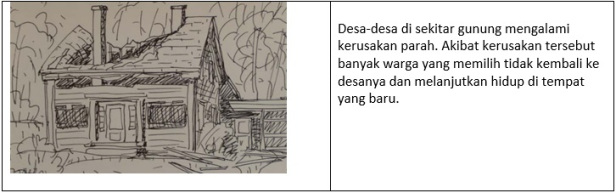 Desa-desa di sekitar gunung mengalami
kerusakan parah. Akibat kerusakan tersebut
banyak warga yang memilih tidak kembali ke
desanya dan melanjutkan hidup di tempat
yang baru.